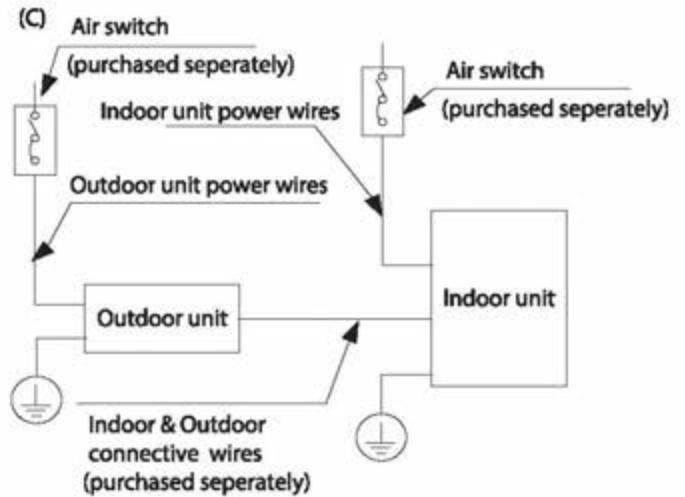 (C)
Air switch
(purchased seperately)
Air switch
(purchased seperately)
Indoor unit power wires
Outdoor unit power wires
Indoor unit
Outdoor unit
Indoor & Outdoor
connective wires
(purchased seperately)